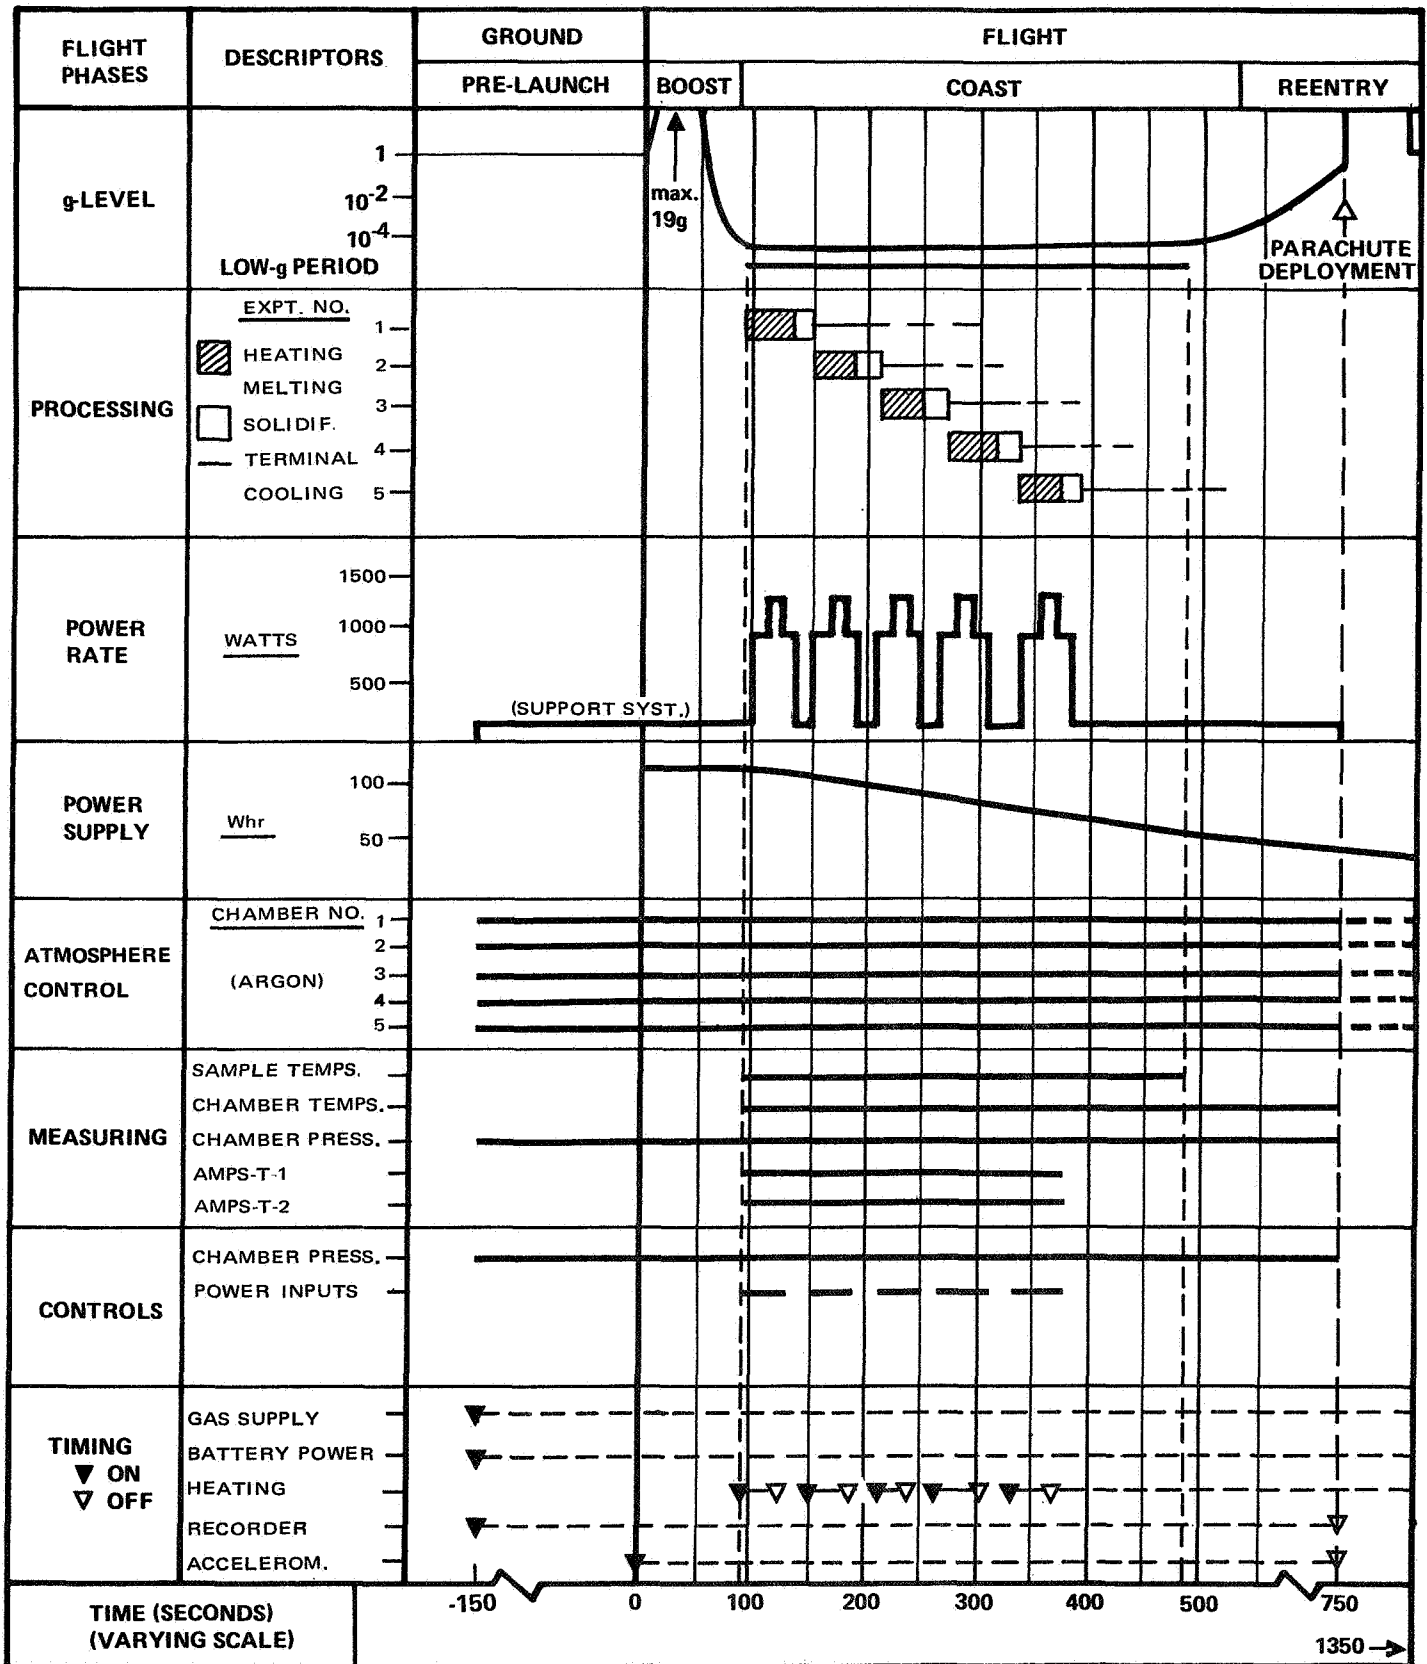 FLIGHT
PHASES
DESCRIPTORS
GROUND
FLIGHT
PRE-LAUNCH
BOOST
COAST
REENTRY
g-LEVEL
1
10-2
10-4
LOW-g PERIOD
max.
19g
PARACHUTE
DEPLOYMENT
PROCESSING
EXPT. NO.
HEATING
MELTING
SOLIDIF.
TERMINAL
COOLING
1
2
3
4
5
POWER
RATE
WATTS
1500
1000
500
(SUPPORT SYST.)
POWER
SUPPLY
Whr
100
50
ATMOSPHERE
CONTROL
CHAMBER NO.
(ARGON)
1
2
3
4
5
MEASURING
SAMPLE TEMPS.
CHAMBER TEMPS.
CHAMBER PRESS.
AMPS-T-1
AMPS-T-2
CONTROLS
CHAMBER PRESS.
POWER INPUTS
TIMING
ON
OFF
GAS SUPPLY
BATTERY POWER
HEATING
RECORDER
ACCELEROM.
TIME (SECONDS)
(VARYING SCALE)
-150 0 100 200 300 400 500 750
1350